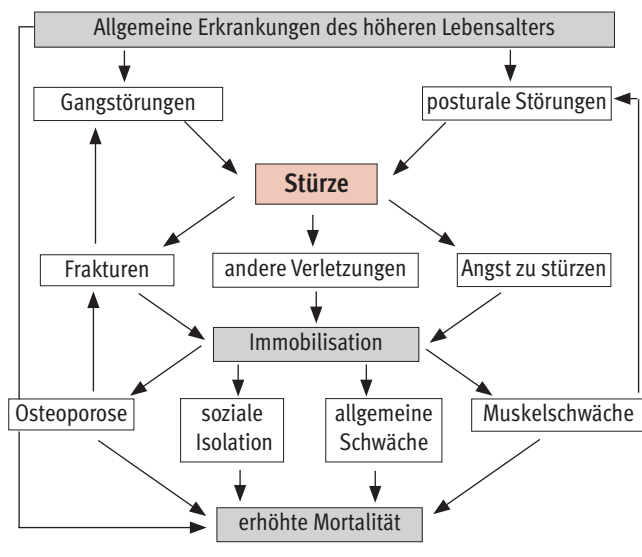 Allgemeine Erkrankungen des höheren Lebensalters
Gangstörungen
posturale Störungen
Stürze
Frakturen
andere Verletzungen
Angst zu stürzen
Immobilisation
Osteoporose
soziale
Isolation
allgemeine
Schwäche
Muskelschwäche
erhöhte Mortalität